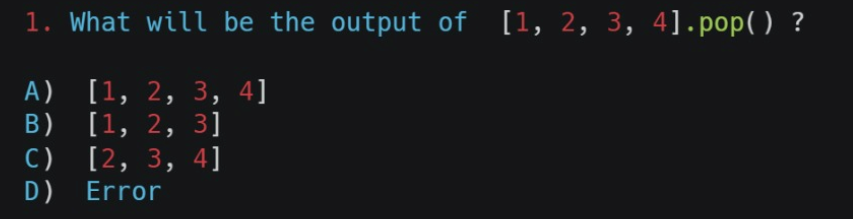 1. What will be the output of [1, 2, 3, 4].pop() ?
A) [1, 2, 3, 4]
B) [1, 2, 3]
C) [2, 3, 4]
D) Error